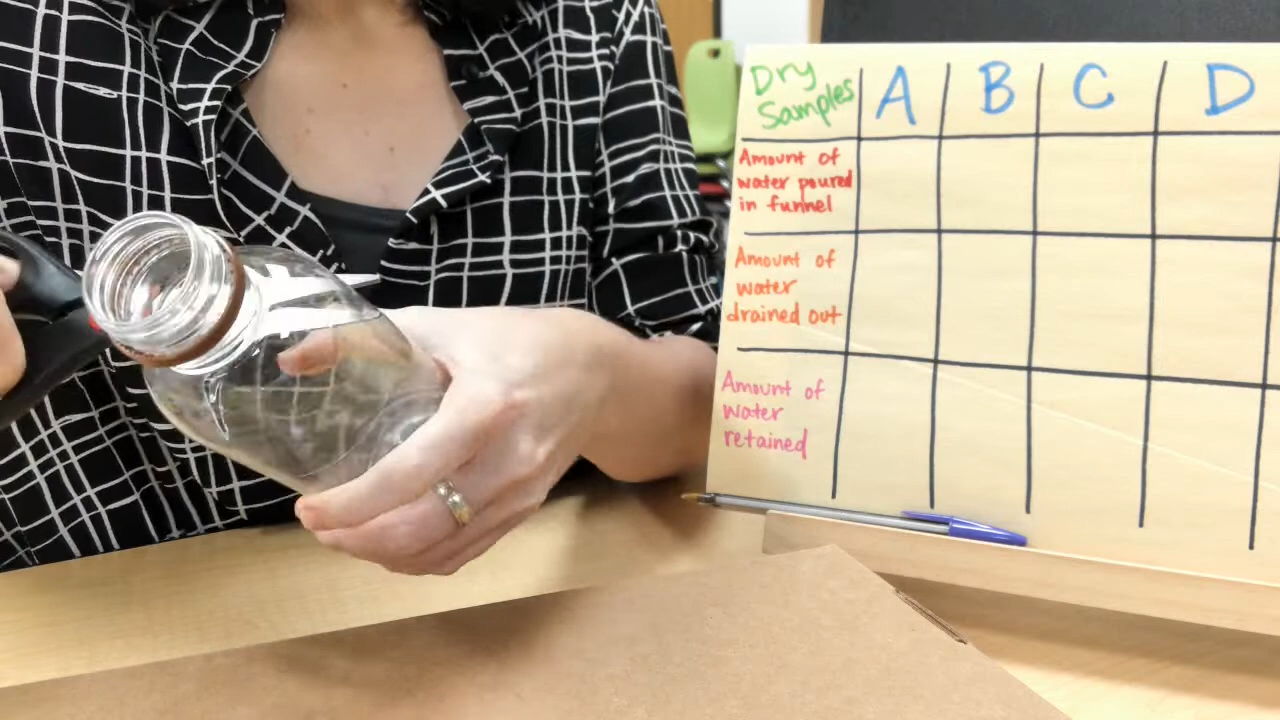 Dry
Samples
A
B
C
D
Amount of
water poured
in funnel
Amount of
water
drained out
Amount of
water
retained